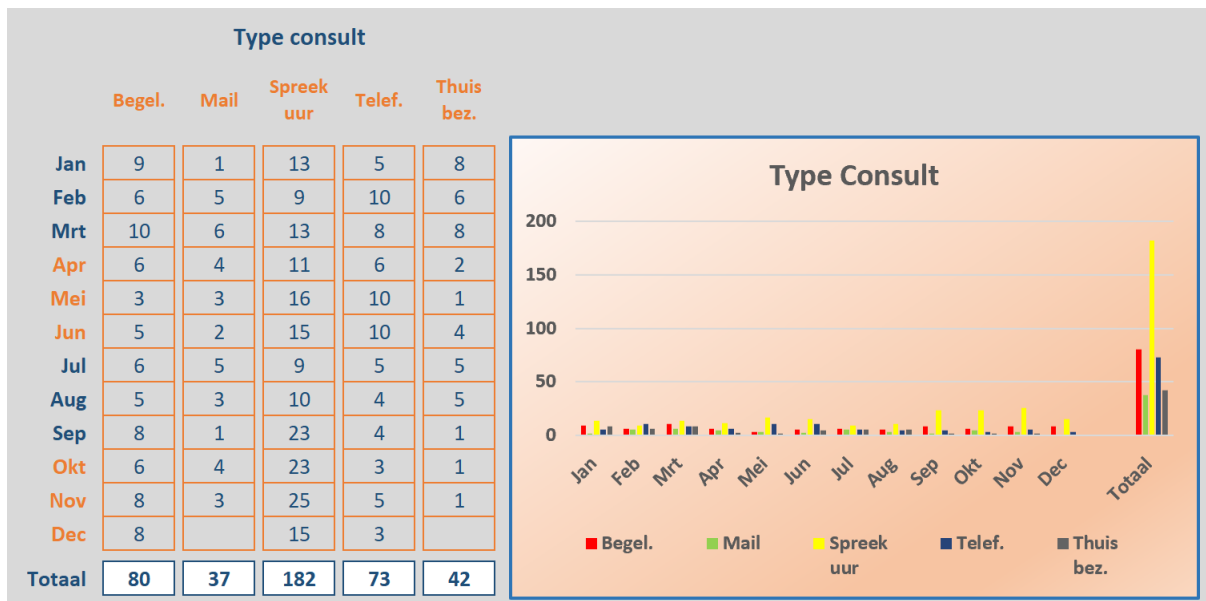 Type consult
Begel. Mail Spreek uur Telef. Thuis bez.
Jan 9 1 13 5 8
Feb 6 5 9 10 6
Mrt 10 6 13 8 8
Apr 6 4 11 6 2
Mei 3 3 16 10 1
Jun 5 2 15 10 4
Jul 6 5 9 5 5
Aug 5 3 10 4 5
Sep 8 1 23 4 1
Okt 6 4 23 3 1
Nov 8 3 25 5 1
Dec 8 15 3
Totaal 80 37 182 73 42
Type Consult
200
150
100
50
0
Jan Feb Mrt Apr Mei Jun Jul Aug Sep Okt Nov Dec Totaal
Begel. Mail Spreek uur Telef. Thuis bez.